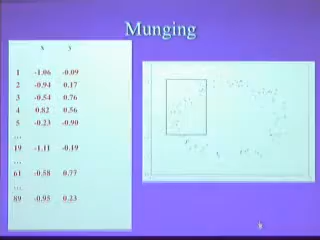 Munging
1 -1.06 -0.09
2 -0.94 0.17
3 -0.54 0.76
4 0.82 0.56
5 -0.23 -0.90
...
19 -1.11 -0.19
...
61 -0.58 0.77
...
89 -0.95 0.23
8